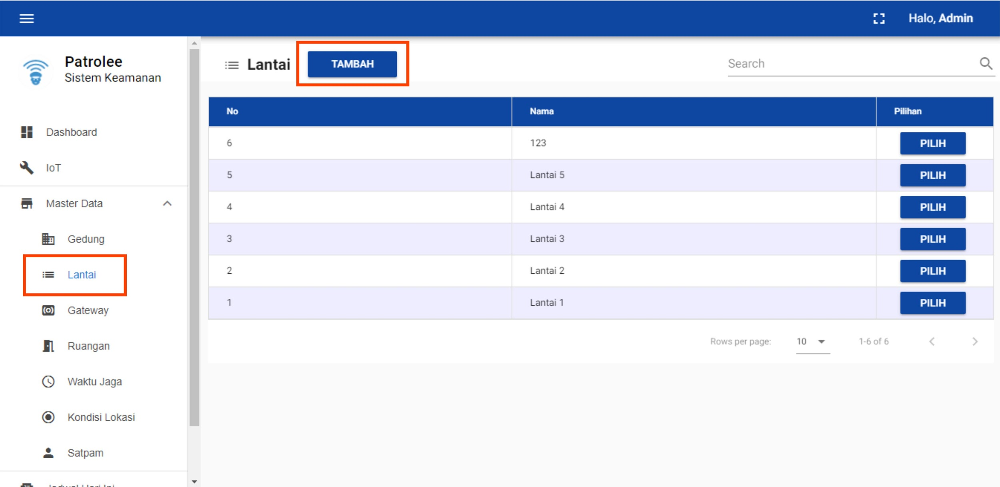 Halo, Admin
Patrolee
Sistem Keamanan
Dashboard
IoT
Master Data
Gedung
Lantai
Gateway
Ruangan
Waktu Jaga
Kondisi Lokasi
Satpam
Lantai TAMBAH Search
No Nama Pilihan
6 123 PILIH
5 Lantai 5 PILIH
4 Lantai 4 PILIH
3 Lantai 3 PILIH
2 Lantai 2 PILIH
1 Lantai 1 PILIH
Rows per page: 10 1-6 of 6